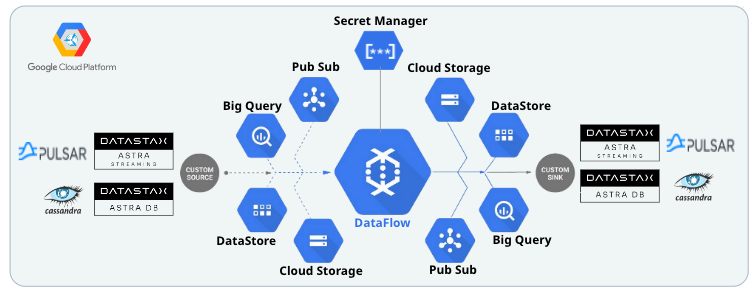 Secret Manager
[***]
Google Cloud Platform
Pub Sub
Cloud Storage
Big Query
DataStore
PULSAR
DATASTAX
ASTRA
STREAMING
CUSTOM
SOURCE
cassandra
DATASTAX
ASTRA DB
DataStore
Cloud Storage
DataFlow
CUSTOM
SINK
DATASTAX
ASTRA
STREAMING
PULSAR
DATASTAX
ASTRA DB
cassandra
Big Query
Pub Sub